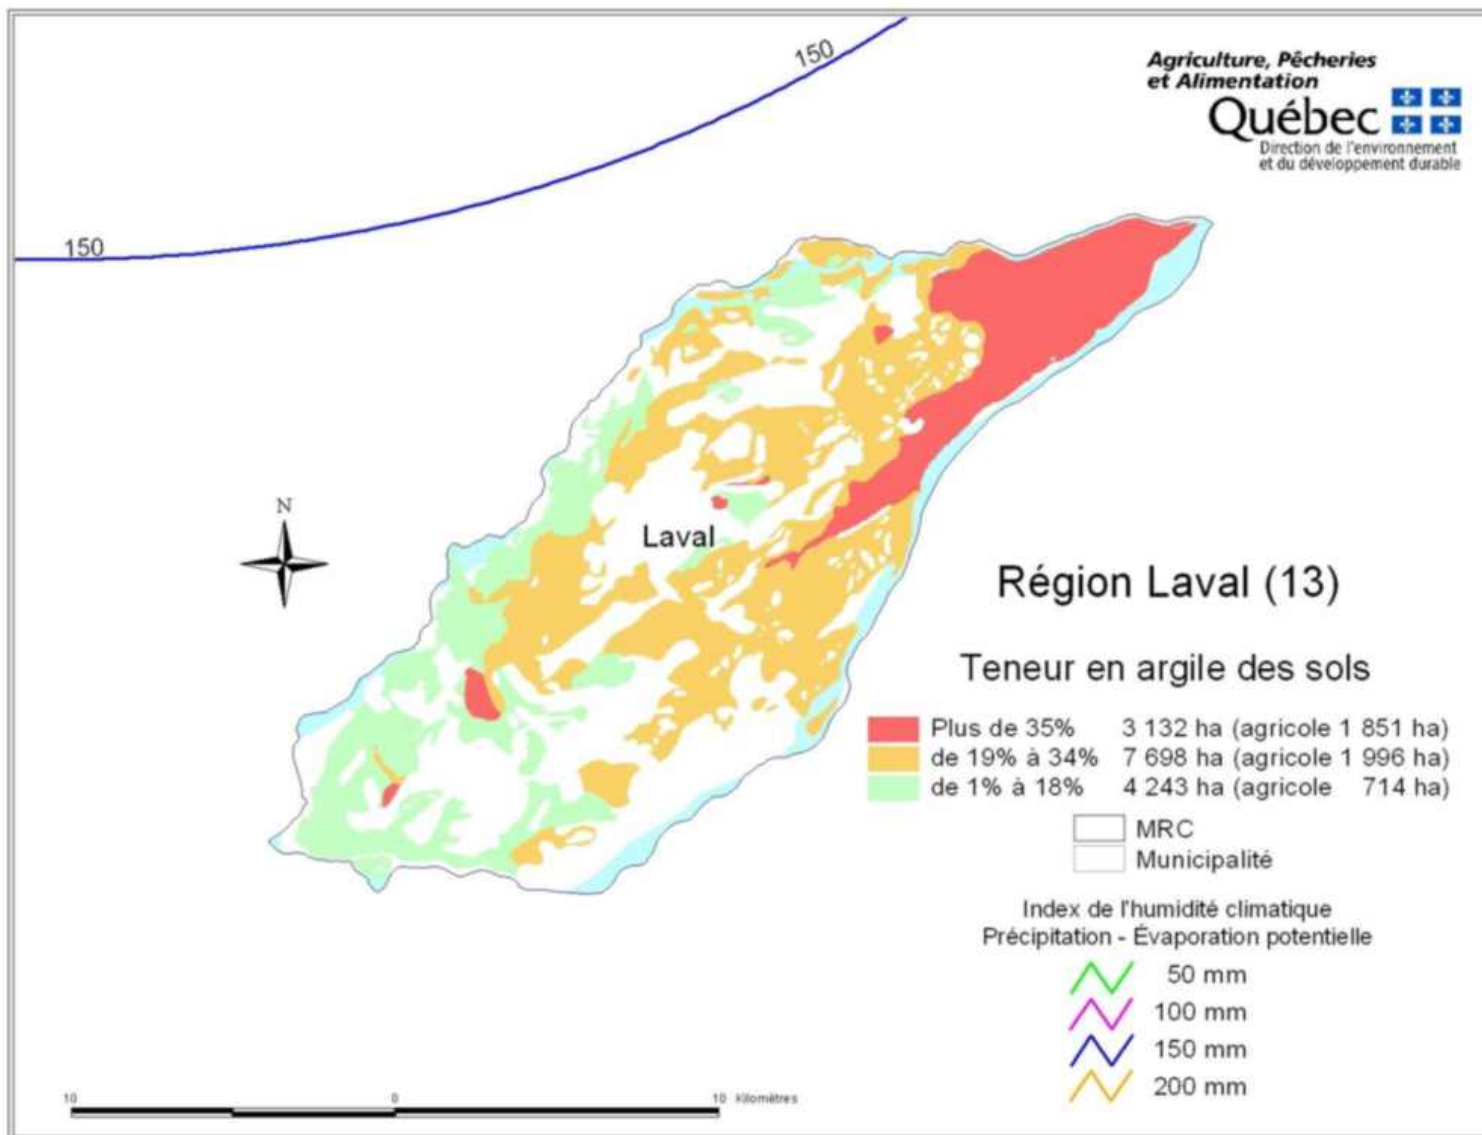 150
Agriculture, Pêcheries
et Alimentation
Québec
Direction de l'environnement
et du développement durable
150
N
Laval
Région Laval (13)
Teneur en argile des sols
Plus de 35% 3 132 ha (agricole 1 851 ha)
de 19% à 34% 7 698 ha (agricole 1 996 ha)
de 1% à 18% 4 243 ha (agricole 714 ha)
MRC
Municipalité
Index de l'humidité climatique
Précipitation - Évaporation potentielle
50 mm
100 mm
150 mm
200 mm
10 0 10 Kilomètres